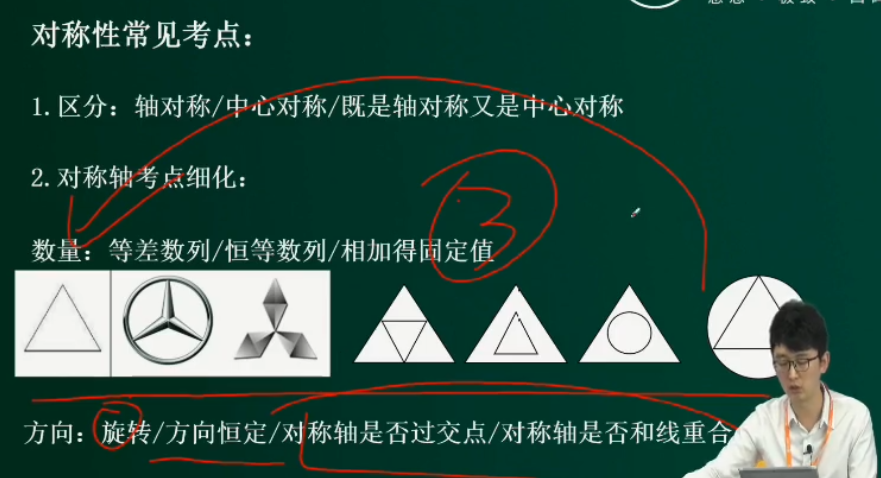 对称性常见考点：
1.区分：轴对称/中心对称/既是轴对称又是中心对称
2.对称轴考点细化：
数量：等差数列/恒等数列/相加得固定值
③
方向：旋转/方向恒定/对称轴是否过交点/对称轴是否和线重合